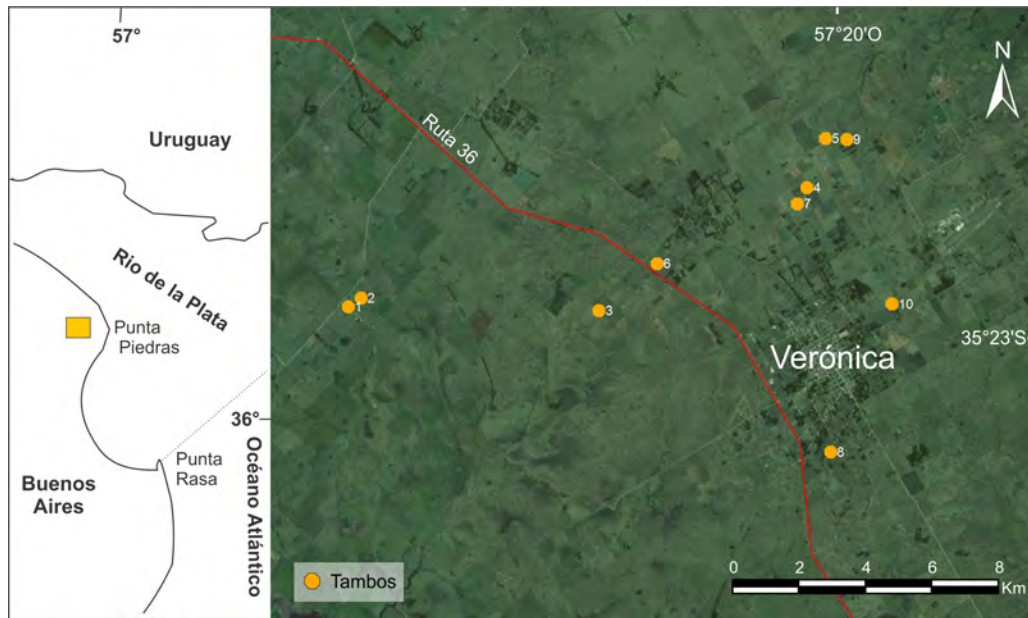 57°
Uruguay
Rio de la Plata
Punta
Piedras
36°
Punta
Rasa
Buenos
Aires
Océano Atlántico
57°20'O
N
Ruta 36
5
9
4
7
6
2
1
3
10
35°23'S
Verónica
8
Tambos
0 2 4 6 8
Km